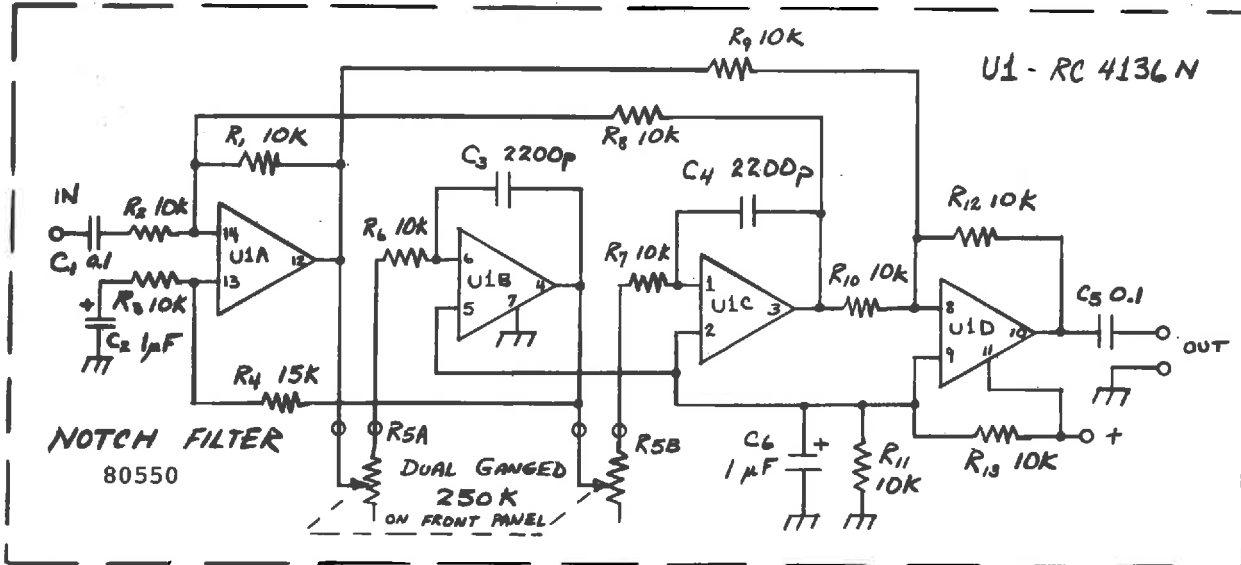 R9 10K
U1 - RC 4136 N
R1 10K
R8 10K
C3 2200p
C4 2200p
IN
R2 10K
R6 10K
R12 10K
14
U1A
12
6
U1B
4
R7 10K
1
U1C
3
R10 10K
C5 0.1
C1 0.1
13
R3 10K
5
7
2
8
U1D
10
9
11
OUT
+
C2 1µF
R4 15K
NOTCH FILTER
80550
R5A
DUAL GANGED
250K
ON FRONT PANEL
R5B
C6
1 µF
+
R11
10K
R13 10K
+